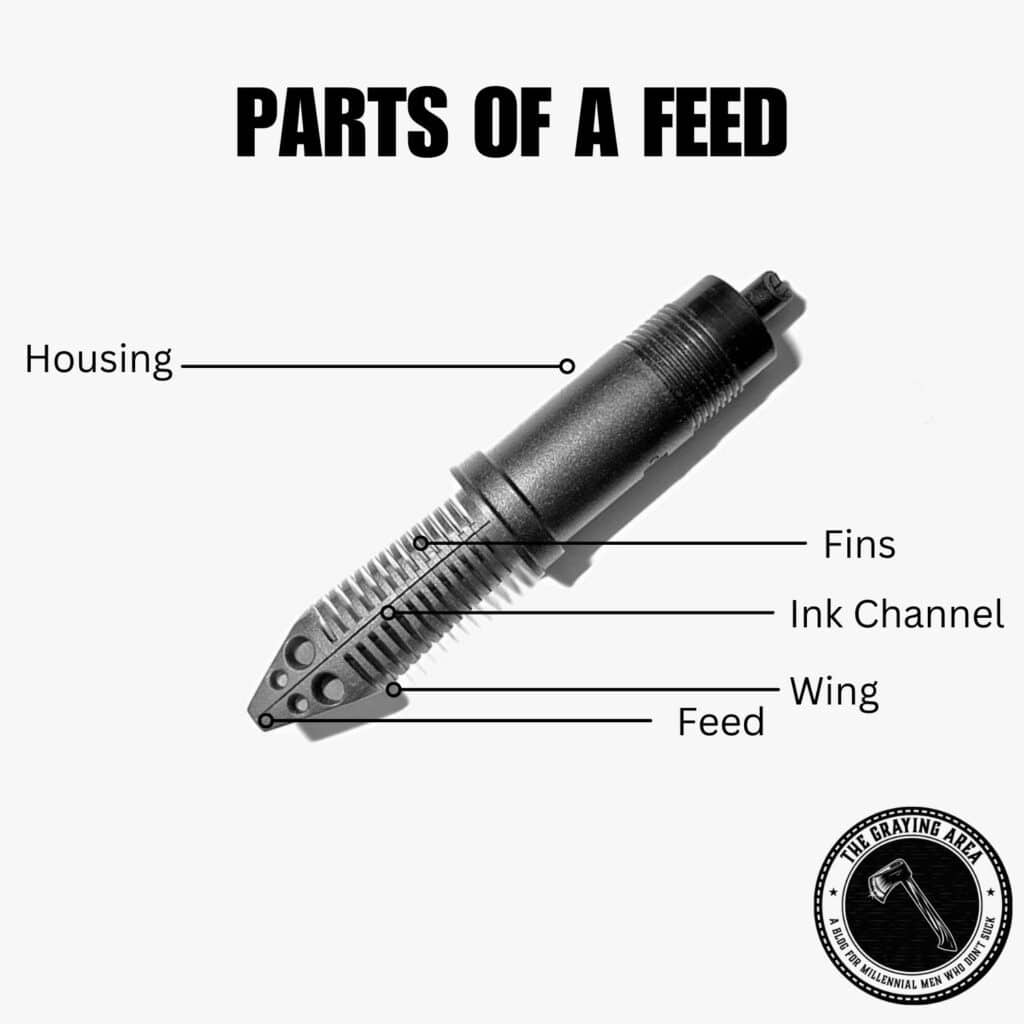 PARTS OF A FEED
Housing
Fins
Ink Channel
Wing
Feed
THE GRAYING AREA
A BLOG FOR MILLENNIAL MEN WHO DON'T SUCK